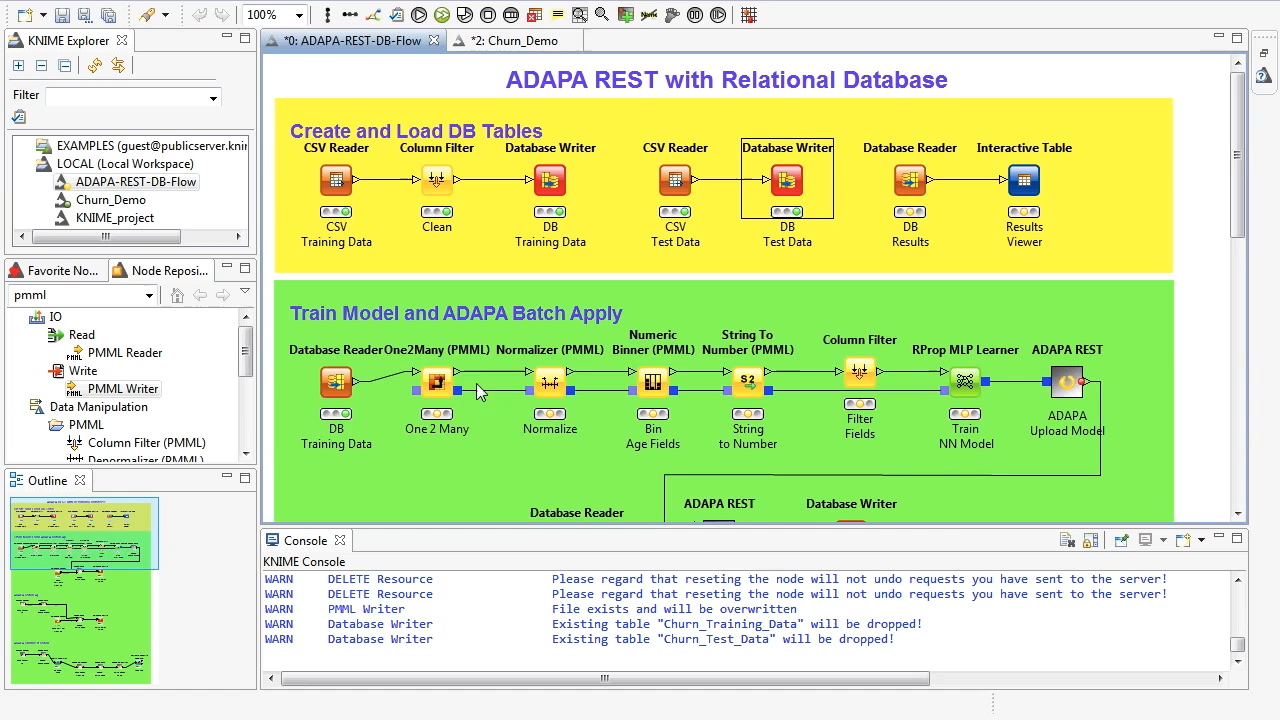 100%
KNIME Explorer
*0: ADAPA-REST-DB-Flow
*2: Churn_Demo
Filter
EXAMPLES (guest@publicserver.knir
LOCAL (Local Workspace)
ADAPA-REST-DB-Flow
Churn_Demo
KNIME_project
Favorite No...
Node Reposi...
pmml
IO
Read
PMML Reader
Write
PMML Writer
Data Manipulation
PMML
Column Filter (PMML)
Denormalizer (PMML)
Outline
ADAPA REST with Relational Database
Create and Load DB Tables
CSV Reader
Column Filter
Database Writer
CSV Reader
Database Writer
Database Reader
Interactive Table
CSV
Training Data
Clean
DB
Training Data
CSV
Test Data
DB
Test Data
DB
Results
Results
Viewer
Train Model and ADAPA Batch Apply
Database Reader
One2Many (PMML)
Normalizer (PMML)
Numeric
Binner (PMML)
String To
Number (PMML)
Column Filter
RProp MLP Learner
ADAPA REST
S2
DB
Training Data
One 2 Many
Normalize
Bin
Age Fields
String
to Number
Filter
Fields
Train
NN Model
ADAPA
Upload Model
Database Reader
ADAPA REST
Database Writer
Console
KNIME Console
WARN DELETE Resource Please regard that reseting the node will not undo requests you have sent to the server!
WARN DELETE Resource Please regard that reseting the node will not undo requests you have sent to the server!
WARN PMML Writer File exists and will be overwritten
WARN Database Writer Existing table "Churn_Training_Data" will be dropped!
WARN Database Writer Existing table "Churn_Test_Data" will be dropped!